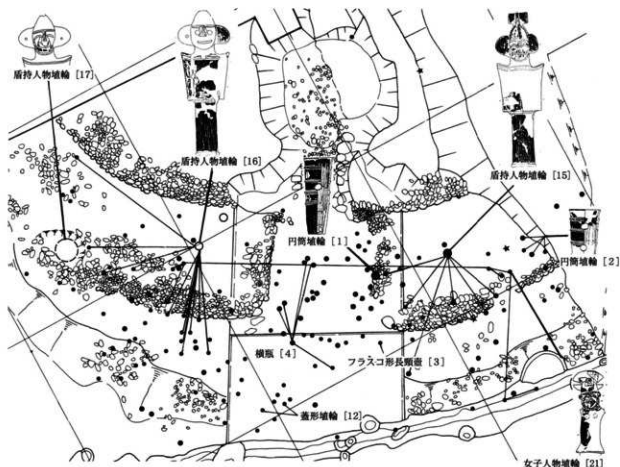 盾持人物埴輪 [17]
盾持人物埴輪 [16]
盾持人物埴輪 [15]
円筒埴輪 [1]
円筒埴輪 [2]
横瓶 [4]
フラスコ形長頸壺 [3]
蓋形埴輪 [12]
女子人物埴輪 [21]